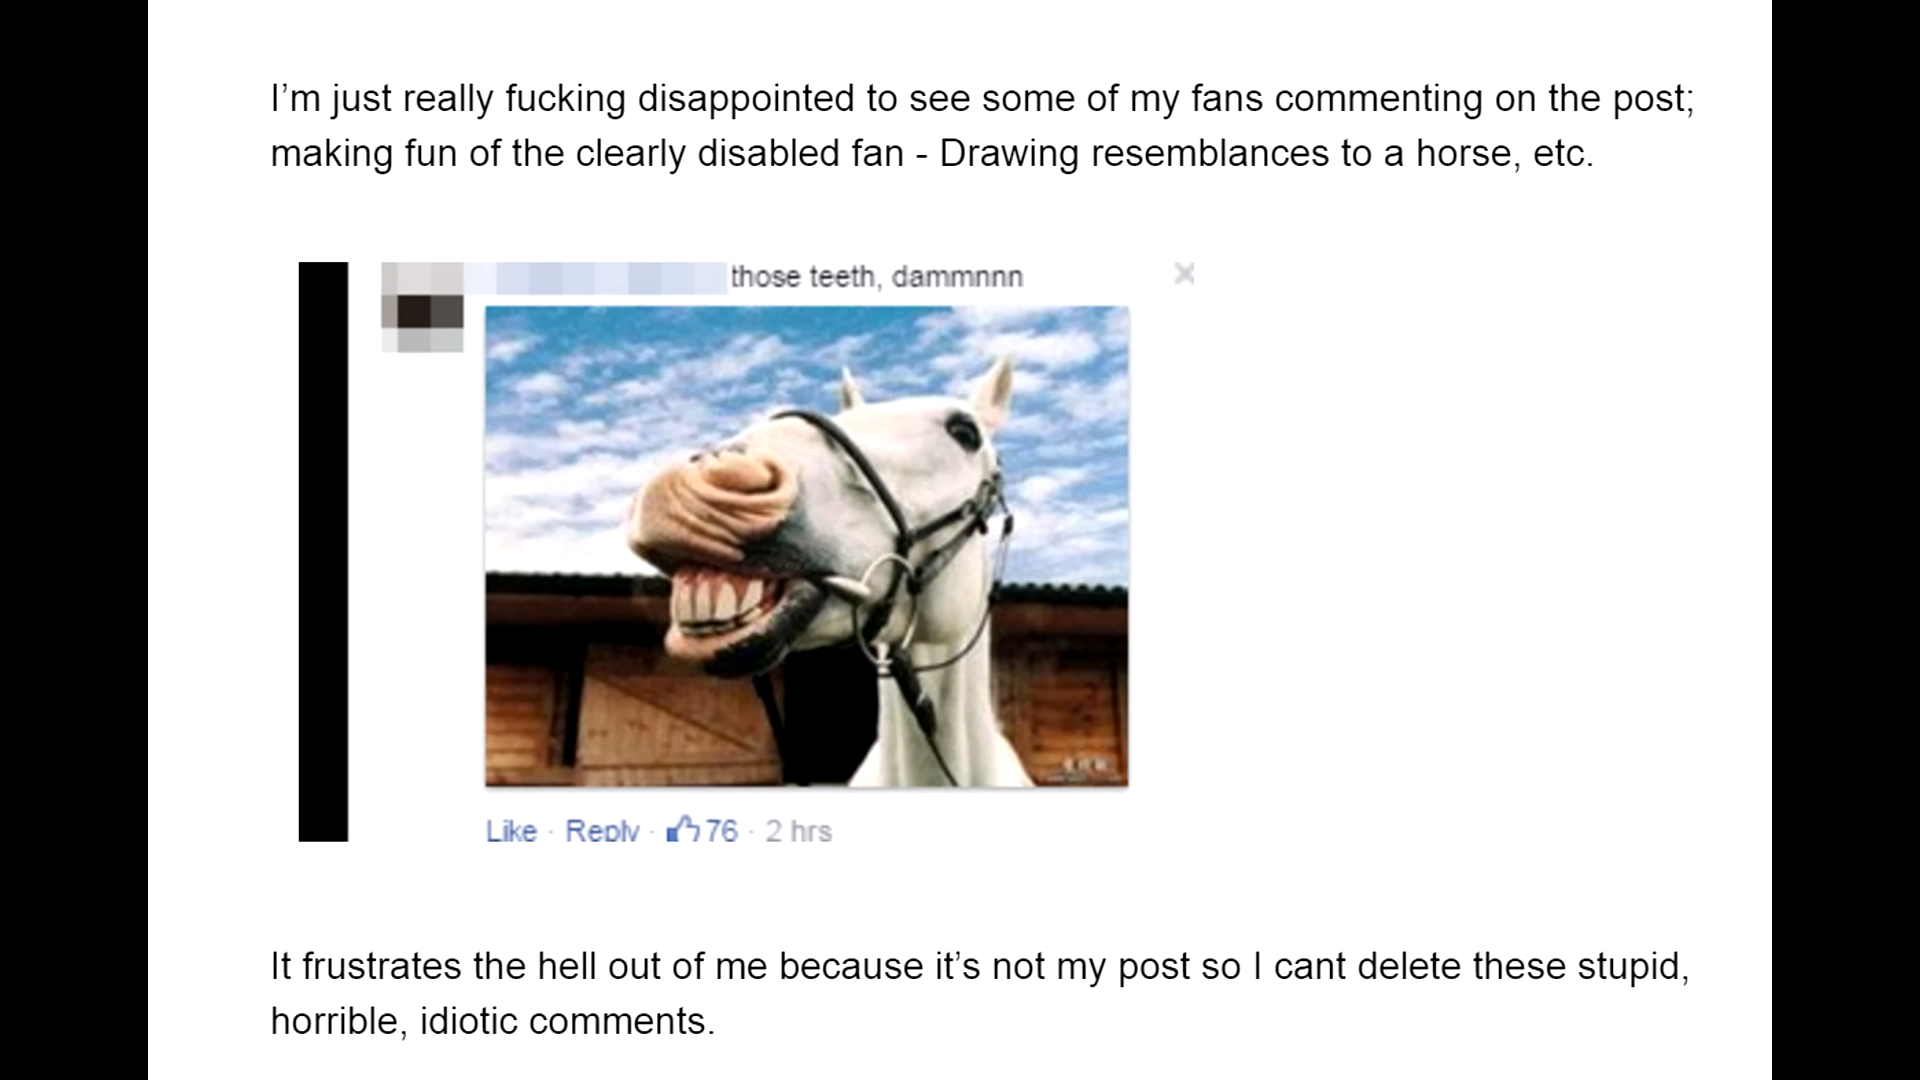 I’m just really fucking disappointed to see some of my fans commenting on the post;
making fun of the clearly disabled fan - Drawing resemblances to a horse, etc.
those teeth, dammnnn
Like · Reply · 76 · 2 hrs
It frustrates the hell out of me because it’s not my post so I cant delete these stupid,
horrible, idiotic comments.